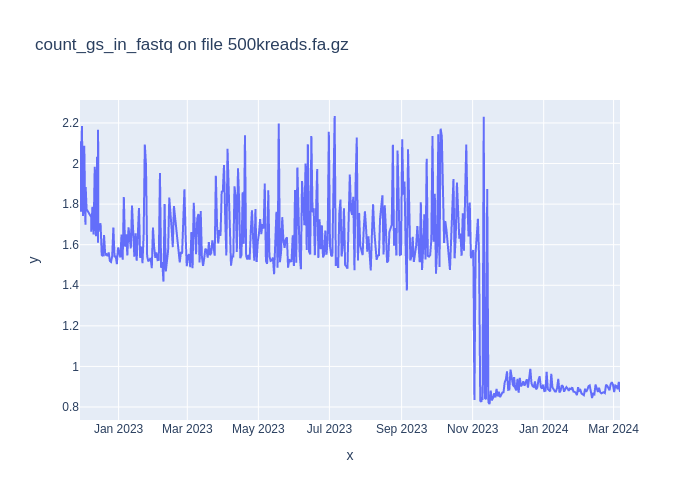 count_gs_in_fastq on file 500kreads.fa.gz
2.2
2
1.8
1.6
1.4
1.2
1
0.8
y
Jan 2023 Mar 2023 May 2023 Jul 2023 Sep 2023 Nov 2023 Jan 2024 Mar 2024
x